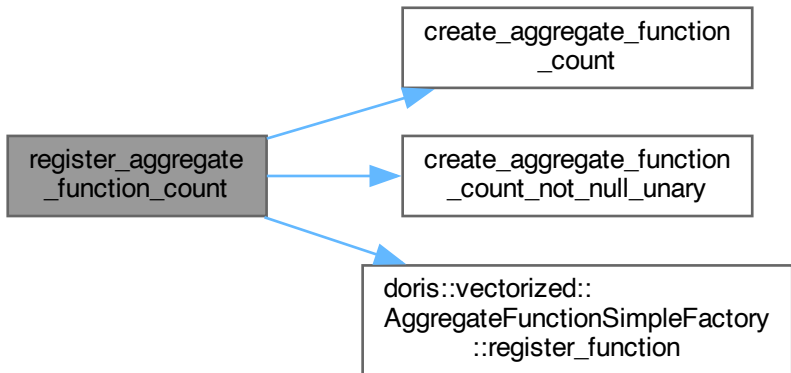 create_aggregate_function
_count
register_aggregate
_function_count
create_aggregate_function
_count_not_null_unary
doris::vectorized::
AggregateFunctionSimpleFactory
::register_function